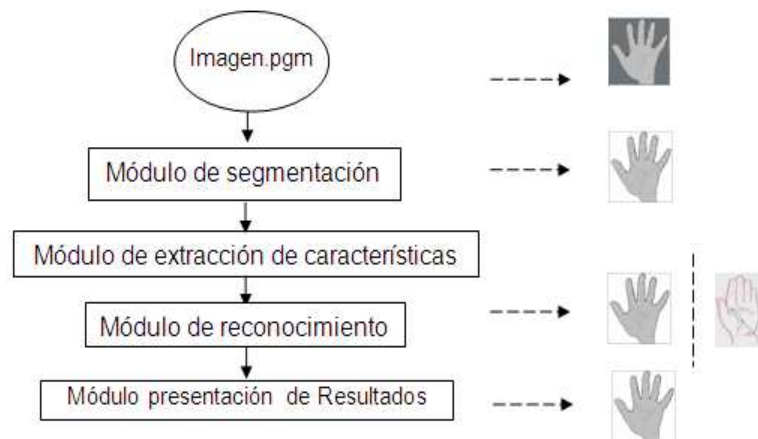 Imagen.pgm
Módulo de segmentación
Módulo de extracción de características
Módulo de reconocimiento
Módulo presentación de Resultados